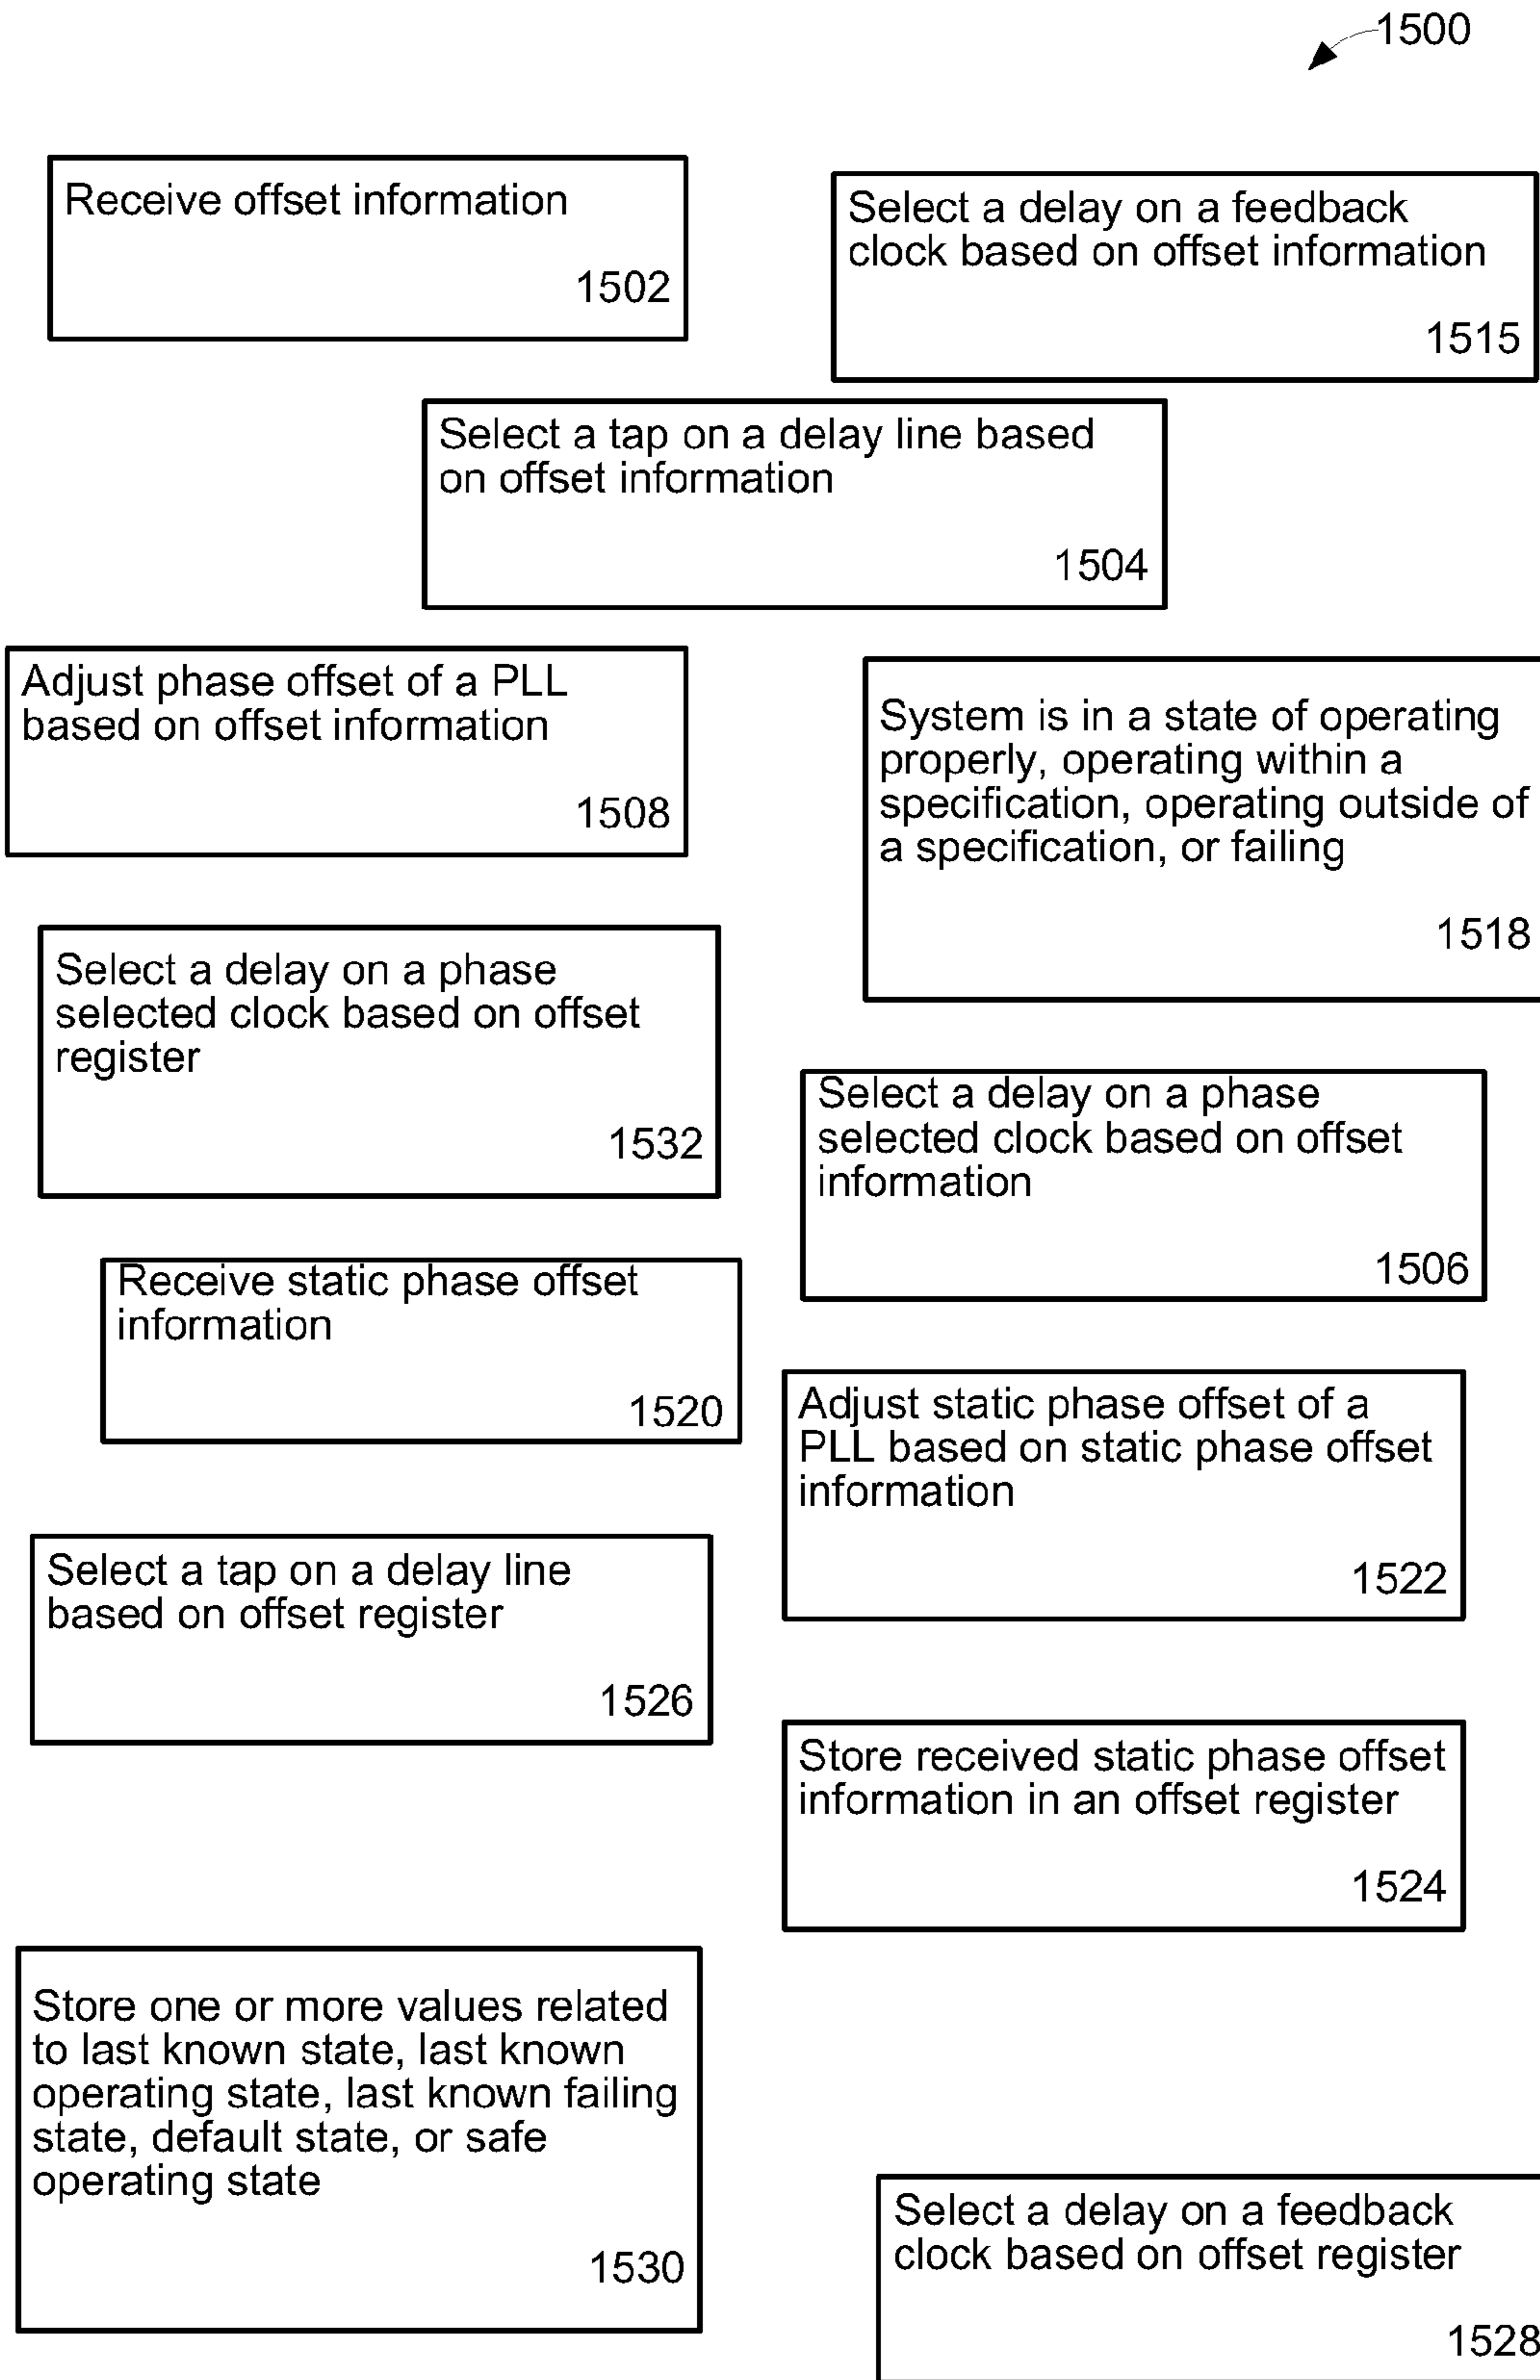 1500
Receive offset information
1502
Select a delay on a feedback
clock based on offset information
1515
Select a tap on a delay line based
on offset information
1504
Adjust phase offset of a PLL
based on offset information
1508
System is in a state of operating
properly, operating within a
specification, operating outside of
a specification, or failing
1518
Select a delay on a phase
selected clock based on offset
register
1532
Select a delay on a phase
selected clock based on offset
information
1506
Receive static phase offset
information
1520
Adjust static phase offset of a
PLL based on static phase offset
information
1522
Select a tap on a delay line
based on offset register
1526
Store received static phase offset
information in an offset register
1524
Store one or more values related
to last known state, last known
operating state, last known failing
state, default state, or safe
operating state
1530
Select a delay on a feedback
clock based on offset register
1528